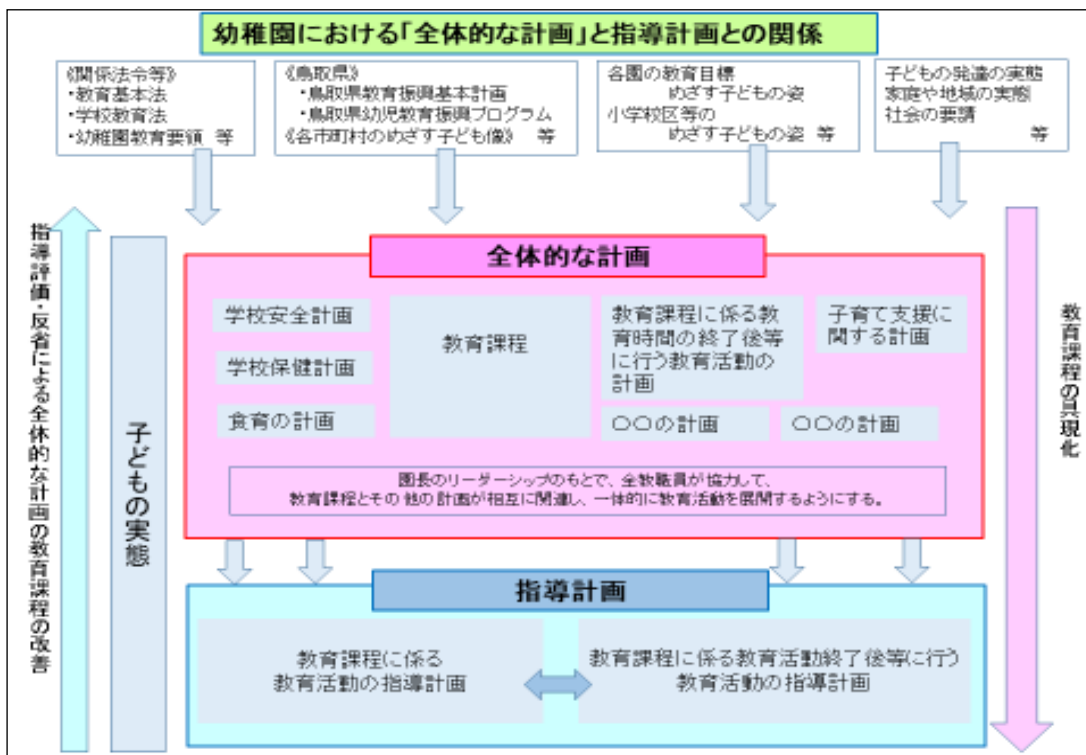 幼稚園における「全体的な計画」と指導計画との関係
《関係法令等》
・教育基本法
・学校教育法
・幼稚園教育要領 等
《鳥取県》
・鳥取県教育振興基本計画
・鳥取県幼児教育振興プログラム
《各市町村のめざす子ども像》 等
各園の教育目標
めざす子どもの姿
小学校区等の
めざす子どもの姿 等
子どもの発達の実態
家庭や地域の実態
社会の要請
等
指導評価・反省による全体的な計画の教育課程の改善
子どもの実態
全体的な計画
学校安全計画
学校保健計画
食育の計画
教育課程
教育課程に係る教
育時間の終了後等
に行う教育活動の
計画
子育て支援に
関する計画
〇〇の計画
〇〇の計画
園長のリーダーシップのもとで、全教職員が協力して、
教育課程とその他の計画が相互に関連し、一体的に教育活動を展開するようにする。
教育課程の具現化
指導計画
教育課程に係る
教育活動の指導計画
教育課程に係る教育活動終了後等に行う
教育活動の指導計画